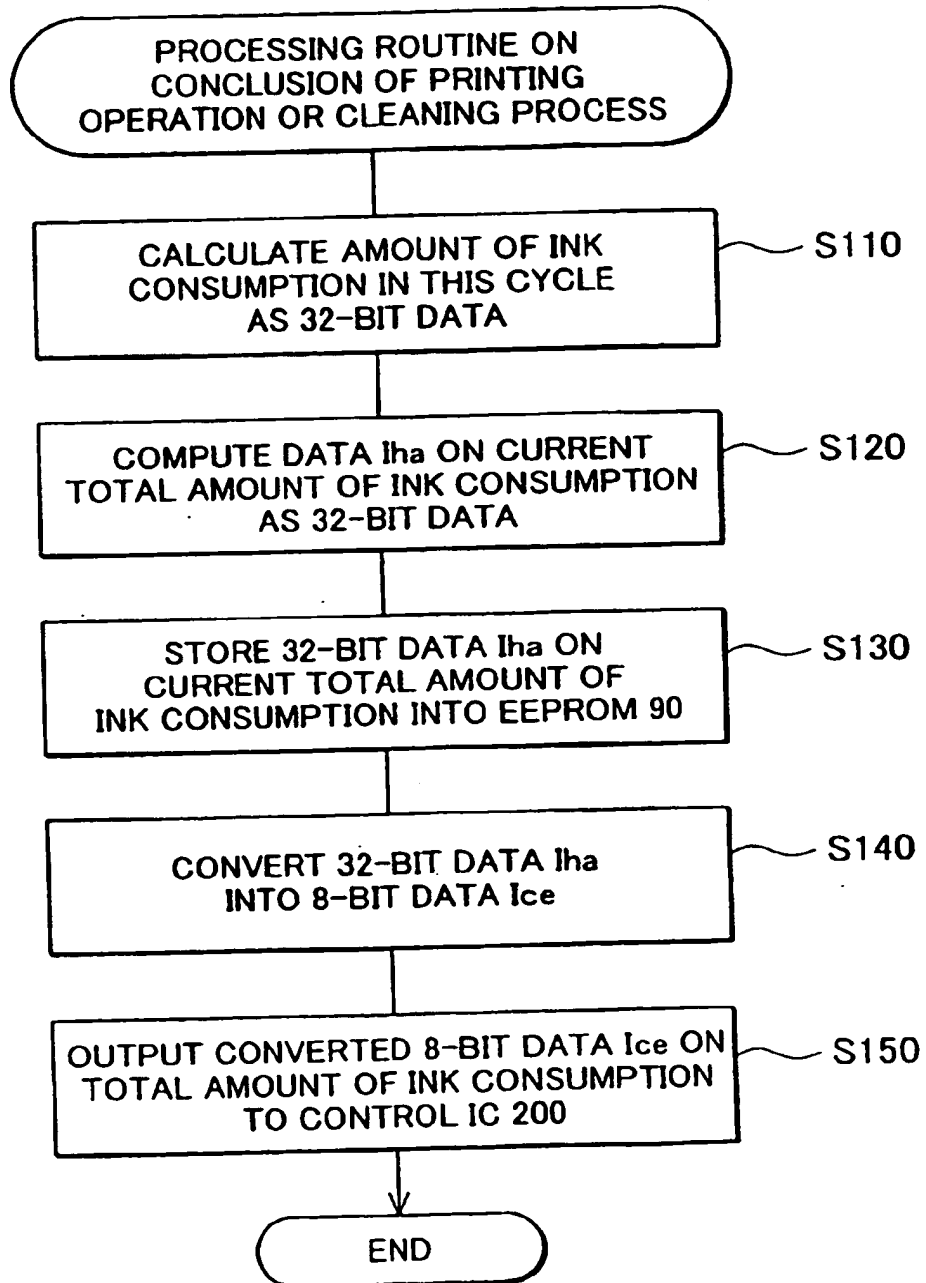 PROCESSING ROUTINE ON
CONCLUSION OF PRINTING
OPERATION OR CLEANING PROCESS
CALCULATE AMOUNT OF INK
CONSUMPTION IN THIS CYCLE
AS 32-BIT DATA
S110
COMPUTE DATA Iha ON CURRENT
TOTAL AMOUNT OF INK CONSUMPTION
AS 32-BIT DATA
S120
STORE 32-BIT DATA Iha ON
CURRENT TOTAL AMOUNT OF
INK CONSUMPTION INTO EEPROM 90
S130
CONVERT 32-BIT DATA Iha
INTO 8-BIT DATA Ice
S140
OUTPUT CONVERTED 8-BIT DATA Ice ON
TOTAL AMOUNT OF INK CONSUMPTION
TO CONTROL IC 200
S150
END